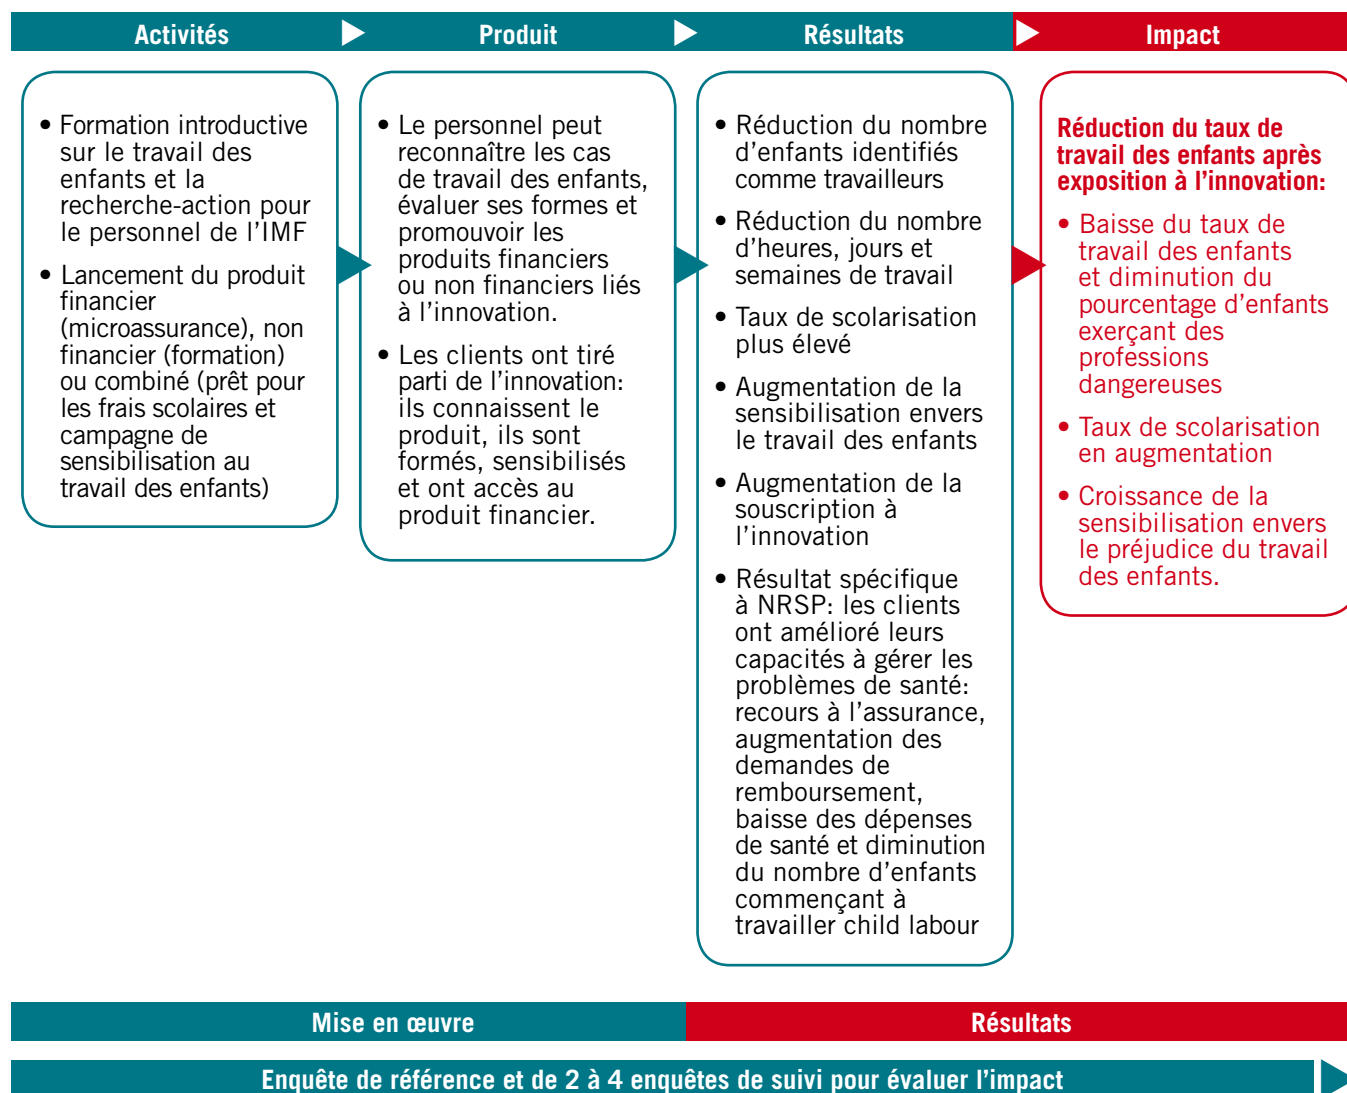 Activités
Produit
Résultats
Impact
• Formation introductive
sur le travail des
enfants et la
recherche-action pour
le personnel de l’IMF
• Lancement du produit
financier
(microassurance), non
financier (formation)
ou combiné (prêt pour
les frais scolaires et
campagne de
sensibilisation au
travail des enfants)
• Le personnel peut
reconnaître les cas
de travail des enfants,
évaluer ses formes et
promouvoir les
produits financiers
ou non financiers liés
à l’innovation.
• Les clients ont tiré
parti de l’innovation:
ils connaissent le
produit, ils sont
formés, sensibilisés
et ont accès au
produit financier.
• Réduction du nombre
d’enfants identifiés
comme travailleurs
• Réduction du nombre
d’heures, jours et
semaines de travail
• Taux de scolarisation
plus élevé
• Augmentation de la
sensibilisation envers
le travail des enfants
• Augmentation de la
souscription à
l’innovation
• Résultat spécifique
à NRSP: les clients
ont amélioré leurs
capacités à gérer les
problèmes de santé:
recours à l’assurance,
augmentation des
demandes de
remboursement,
baisse des dépenses
de santé et diminution
du nombre d’enfants
commençant à
travailler child labour
Réduction du taux de
travail des enfants après
exposition à l’innovation:
• Baisse du taux de
travail des enfants
et diminution du
pourcentage d’enfants
exerçant des
professions
dangereuses
• Taux de scolarisation
en augmentation
• Croissance de la
sensibilisation envers
le préjudice du travail
des enfants.
Mise en œuvre
Résultats
Enquête de référence et de 2 à 4 enquêtes de suivi pour évaluer l’impact